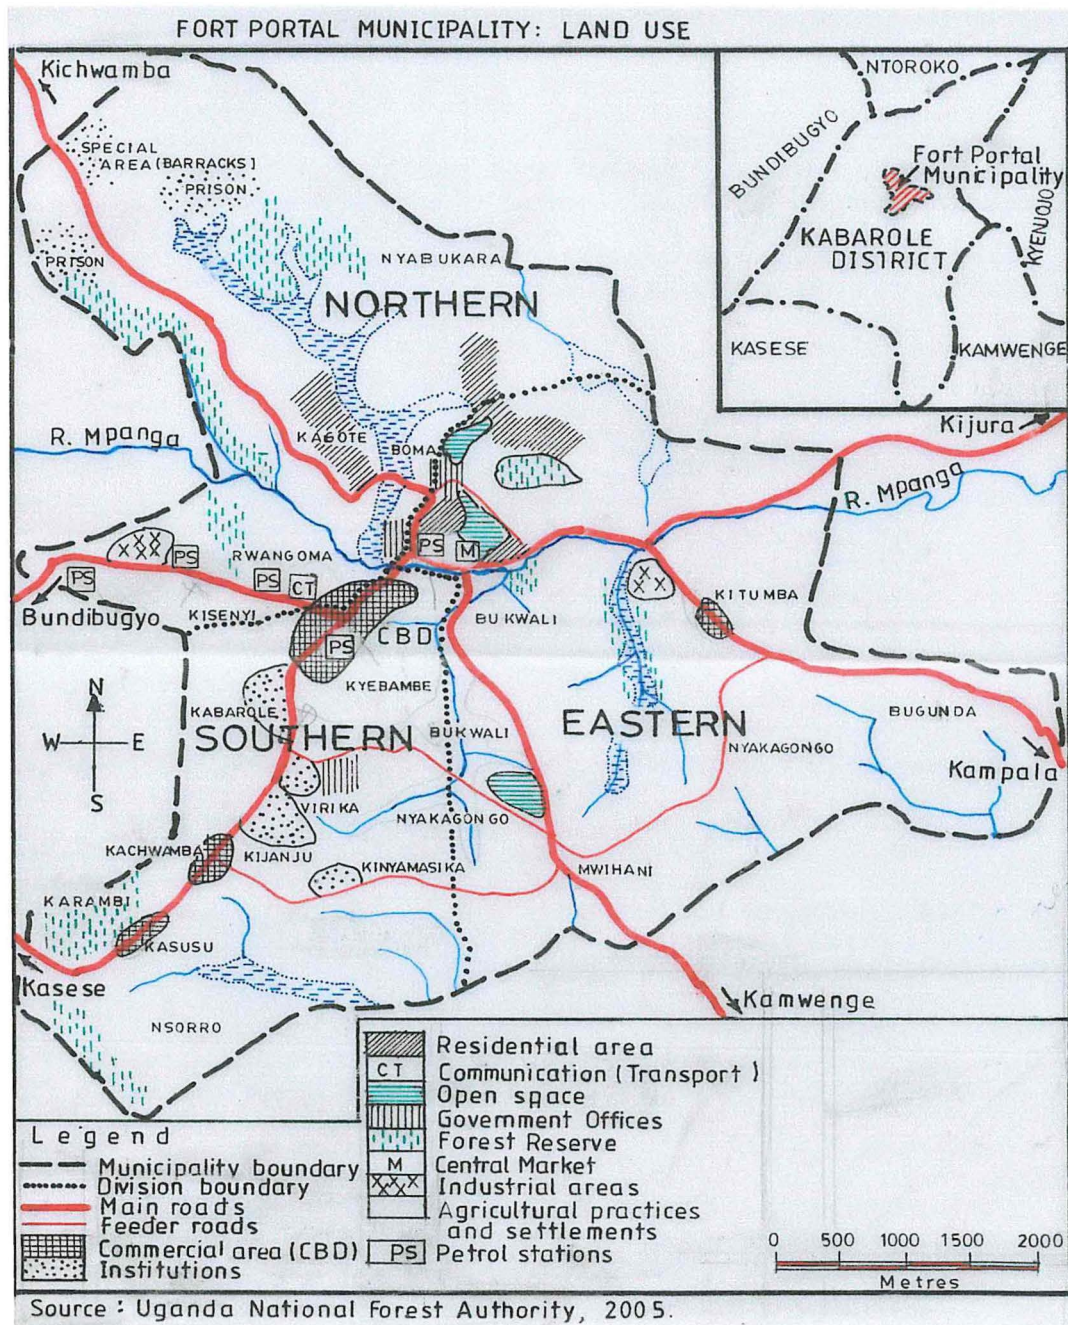 FORT PORTAL MUNICIPALITY: LAND USE
Kichwamba
SPECIAL
AREA (BARRACKS)
PRISON
PRISON
NYABUKARA
NORTHERN
NTOROKO
BUNDIBUGYO
Fort Portal
Municipality
KYENJOJO
KABAROLE
DISTRICT
KASESE
KAMWENGE
Kijura
R. Mpanga
KAGOTE
BOMA
R. Mpanga
PS
PS
M
PS
RWANGOMA
PS
CT
KITUMBA
Bundibugyo
KISENYI
BUKWALI
CBD
PS
KYEBAMBE
N
W
E
S
KABAROLE
SOUTHERN
BUKWALI
EASTERN
BUGUNDA
NYAKAGONGO
Kampala
VIRIKA
NYAKAGONGO
KACHWAMBA
KIJANJU
KINYAMASIKA
MWIHANI
KARAMBI
KASUSU
Kasese
Kamwenge
NSORRO
Legend
Municipality boundary
Division boundary
Main roads
Feeder roads
Commercial area (CBD)
Institutions
Residential area
CT Communication (Transport)
Open space
Government Offices
Forest Reserve
M Central Market
Industrial areas
Agricultural practices
and settlements
PS Petrol stations
0 500 1000 1500 2000
Metres
Source : Uganda National Forest Authority, 2005.